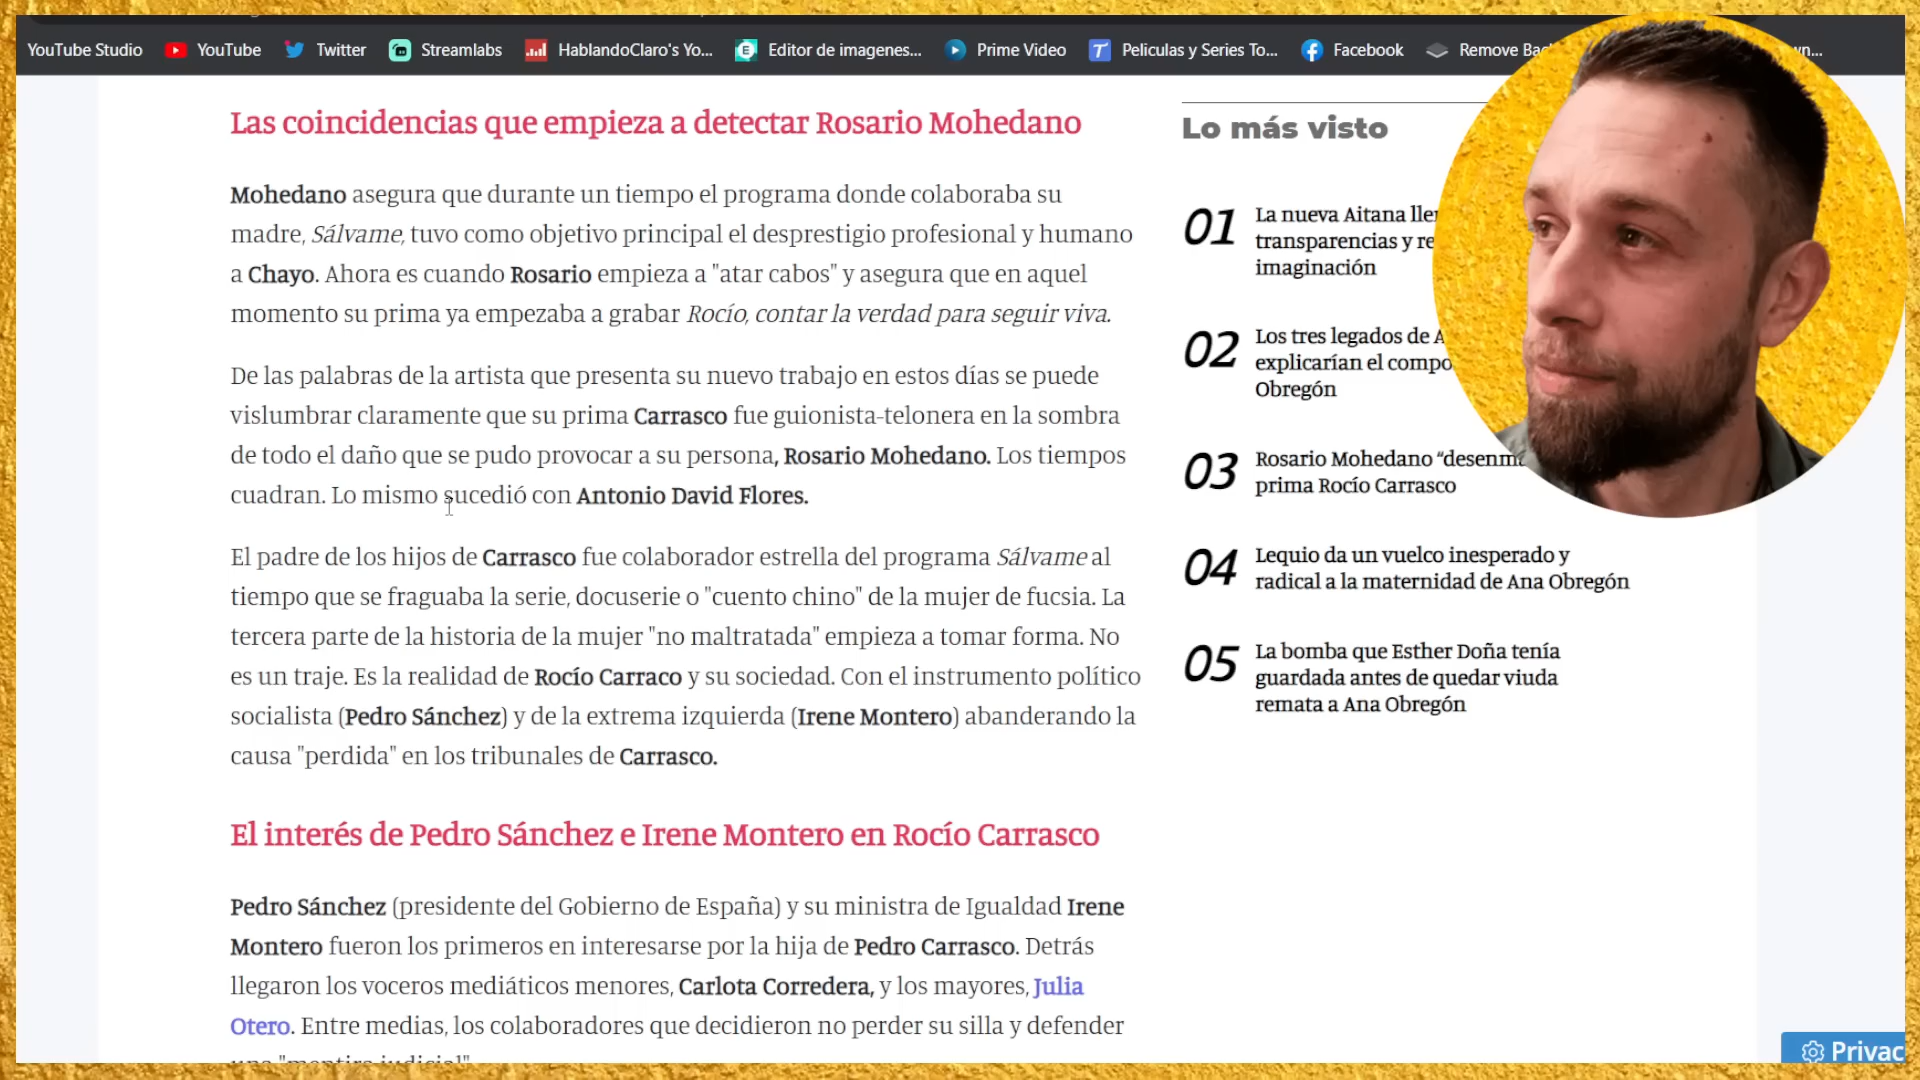 YouTube Studio YouTube Twitter Streamlabs HablandoClaro's Yo... Editor de imagenes... Prime Video Peliculas y Series To... Facebook Remove
Las coincidencias que empieza a detectar Rosario Mohedano
Mohedano asegura que durante un tiempo el programa donde colaboraba su
madre, Sálvame, tuvo como objetivo principal el desprestigio profesional y humano
a Chayo. Ahora es cuando Rosario empieza a "atar cabos" y asegura que en aquel
momento su prima ya empezaba a grabar Rocío, contar la verdad para seguir viva.
De las palabras de la artista que presenta su nuevo trabajo en estos días se puede
vislumbrar claramente que su prima Carrasco fue guionista-telonera en la sombra
de todo el daño que se pudo provocar a su persona, Rosario Mohedano. Los tiempos
cuadran. Lo mismo sucedió con Antonio David Flores.
El padre de los hijos de Carrasco fue colaborador estrella del programa Sálvame al
tiempo que se fraguaba la serie, docuserie o "cuento chino" de la mujer de fucsia. La
tercera parte de la historia de la mujer "no maltratada" empieza a tomar forma. No
es un traje. Es la realidad de Rocío Carraco y su sociedad. Con el instrumento político
socialista (Pedro Sánchez) y de la extrema izquierda (Irene Montero) abanderando la
causa "perdida" en los tribunales de Carrasco.
El interés de Pedro Sánchez e Irene Montero en Rocío Carrasco
Pedro Sánchez (presidente del Gobierno de España) y su ministra de Igualdad Irene
Montero fueron los primeros en interesarse por la hija de Pedro Carrasco. Detrás
llegaron los voceros mediáticos menores, Carlota Corredera, y los mayores, Julia
Otero. Entre medias, los colaboradores que decidieron no perder su silla y defender
Lo más visto
01 La nueva Aitana
transparencias y
imaginación
02 Los tres legados de
explicarían el
Obregón
03 Rosario Mohedano
prima Rocío Carrasco
04 Lequio da un vuelco inesperado y
radical a la maternidad de Ana Obregón
05 La bomba que Esther Doña tenía
guardada antes de quedar viuda
remata a Ana Obregón
Privac